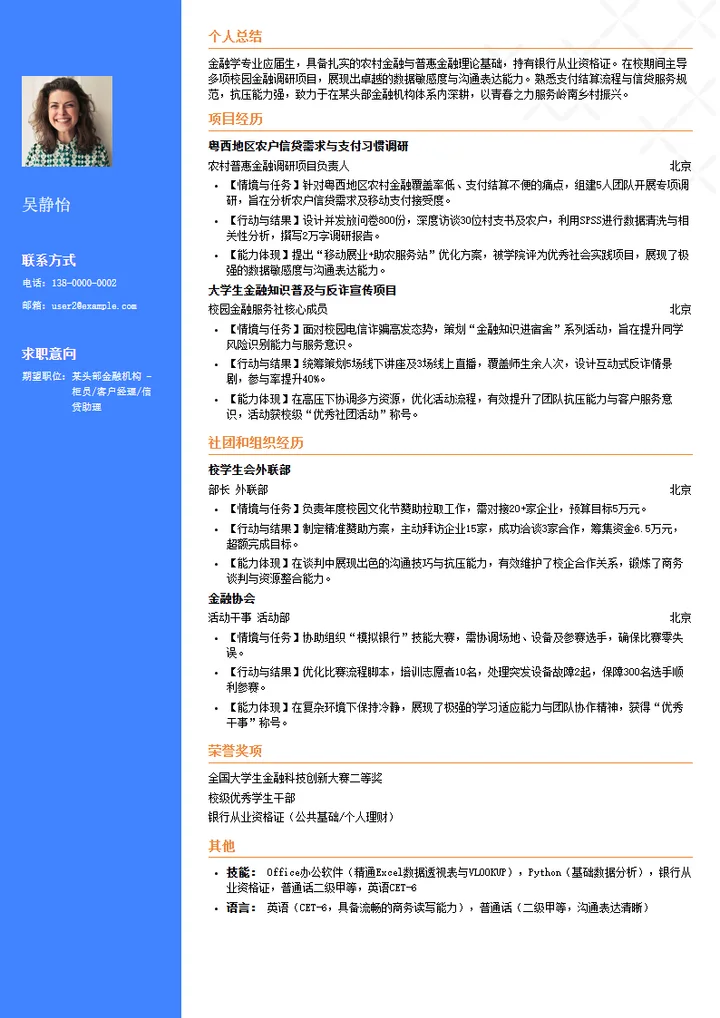 吴静怡
联系方式
电话：138-0000-0002
邮箱：user2@example.com
求职意向
期望职位：某头部金融机构 -
柜员/客户经理/信
贷助理
个人总结
金融学专业应届生，具备扎实的农村金融与普惠金融理论基础，持有银行从业资格证。在校期间主导
多项校园金融调研项目，展现出卓越的数据敏感度与沟通表达能力。熟悉支付结算流程与信贷服务规
范，抗压能力强，致力于在某头部金融机构体系内深耕，以青春之力服务岭南乡村振兴。
项目经历
粤西地区农户信贷需求与支付习惯调研
农村普惠金融调研项目负责人 北京
• 【情境与任务】针对粤西地区农村金融覆盖率低、支付结算不便的痛点，组建5人团队开展专项调
研，旨在分析农户信贷需求及移动支付接受度。
• 【行动与结果】设计并发放问卷800份，深度访谈30位村支书及农户，利用SPSS进行数据清洗与相
关性分析，撰写2万字调研报告。
• 【能力体现】提出“移动展业+助农服务站”优化方案，被学院评为优秀社会实践项目，展现了极
强的数据敏感度与沟通表达能力。
大学生金融知识普及与反诈宣传项目
校园金融服务社核心成员 北京
• 【情境与任务】面对校园电信诈骗高发态势，策划“金融知识进宿舍”系列活动，旨在提升同学
风险识别能力与服务意识。
• 【行动与结果】统筹策划5场线下讲座及3场线上直播，覆盖师生余人次，设计互动式反诈情景
剧，参与率提升40%。
• 【能力体现】在高压下协调多方资源，优化活动流程，有效提升了团队抗压能力与客户服务意
识，活动获校级“优秀社团活动”称号。
社团和组织经历
校学生会外联部
部长 外联部 北京
• 【情境与任务】负责年度校园文化节赞助拉取工作，需对接20+家企业，预算目标5万元。
• 【行动与结果】制定精准赞助方案，主动拜访企业15家，成功洽谈3家合作，筹集资金6.5万元，
超额完成目标。
• 【能力体现】在谈判中展现出色的沟通技巧与抗压能力，有效维护了校企合作关系，锻炼了商务
谈判与资源整合能力。
金融协会
活动干事 活动部 北京
• 【情境与任务】协助组织“模拟银行”技能大赛，需协调场地、设备及参赛选手，确保比赛零失
误。
• 【行动与结果】优化比赛流程脚本，培训志愿者10名，处理突发设备故障2起，保障300名选手顺
利参赛。
• 【能力体现】在复杂环境下保持冷静，展现了极强的学习适应能力与团队协作精神，获得“优秀
干事”称号。
荣誉奖项
全国大学生金融科技创新大赛二等奖
校级优秀学生干部
银行从业资格证（公共基础/个人理财）
其他
• 技能： Office办公软件（精通Excel数据透视表与VLOOKUP），Python（基础数据分析），银行从
业资格证，普通话二级甲等，英语CET-6
• 语言： 英语（CET-6，具备流畅的商务读写能力），普通话（二级甲等，沟通表达清晰）